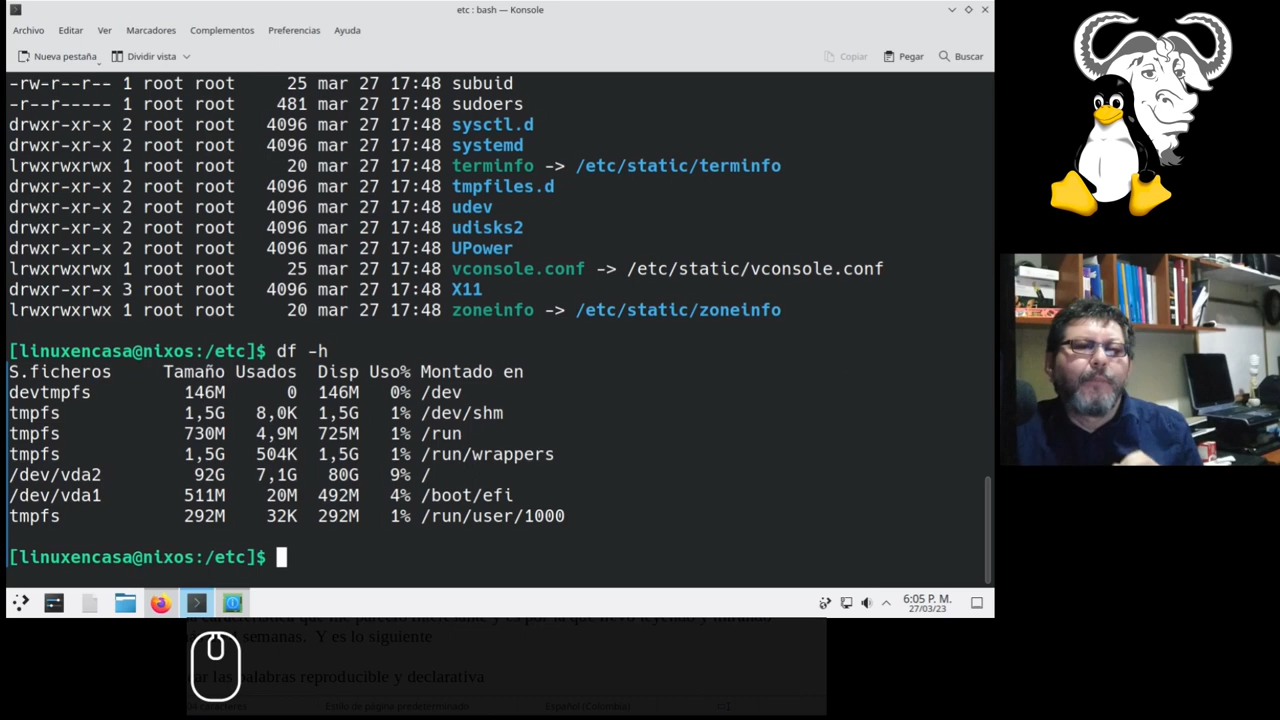 etc : bash — Konsole
Archivo Editar Ver Marcadores Complementos Preferencias Ayuda
Nueva pestaña Dividir vista Copiar Pegar Buscar
-rw-r--r-- 1 root root 25 mar 27 17:48 subuid
-r--r----- 1 root root 481 mar 27 17:48 sudoers
drwxr-xr-x 2 root root 4096 mar 27 17:48 sysctl.d
drwxr-xr-x 2 root root 4096 mar 27 17:48 systemd
lrwxrwxrwx 1 root root 20 mar 27 17:48 terminfo -> /etc/static/terminfo
drwxr-xr-x 2 root root 4096 mar 27 17:48 tmpfiles.d
drwxr-xr-x 2 root root 4096 mar 27 17:48 udev
drwxr-xr-x 2 root root 4096 mar 27 17:48 udisks2
drwxr-xr-x 2 root root 4096 mar 27 17:48 UPower
lrwxrwxrwx 1 root root 25 mar 27 17:48 vconsole.conf -> /etc/static/vconsole.conf
drwxr-xr-x 3 root root 4096 mar 27 17:48 X11
lrwxrwxrwx 1 root root 20 mar 27 17:48 zoneinfo -> /etc/static/zoneinfo
[linuxencasa@nixos:/etc]$ df -h
S.ficheros Tamaño Usados Disp Uso% Montado en
devtmpfs 146M 0 146M 0% /dev
tmpfs 1,5G 8,0K 1,5G 1% /dev/shm
tmpfs 730M 4,9M 725M 1% /run
tmpfs 1,5G 504K 1,5G 1% /run/wrappers
/dev/vda2 92G 7,1G 80G 9% /
/dev/vda1 511M 20M 492M 4% /boot/efi
tmpfs 292M 32K 292M 1% /run/user/1000
[linuxencasa@nixos:/etc]$
6:05 P. M.
27/03/23
semanas. Y es lo siguiente
las palabras reproducible y declarativa
Estilo de página predeterminado Español (Colombia)